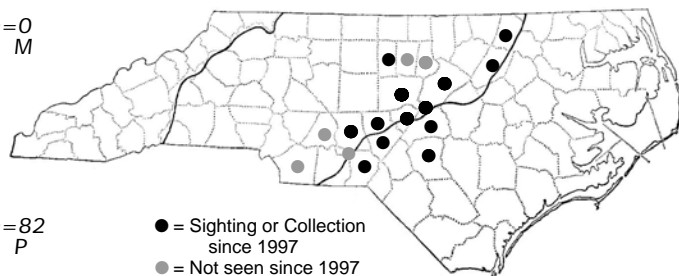 =0
M
=82
P
● = Sighting or Collection
since 1997
● = Not seen since 1997